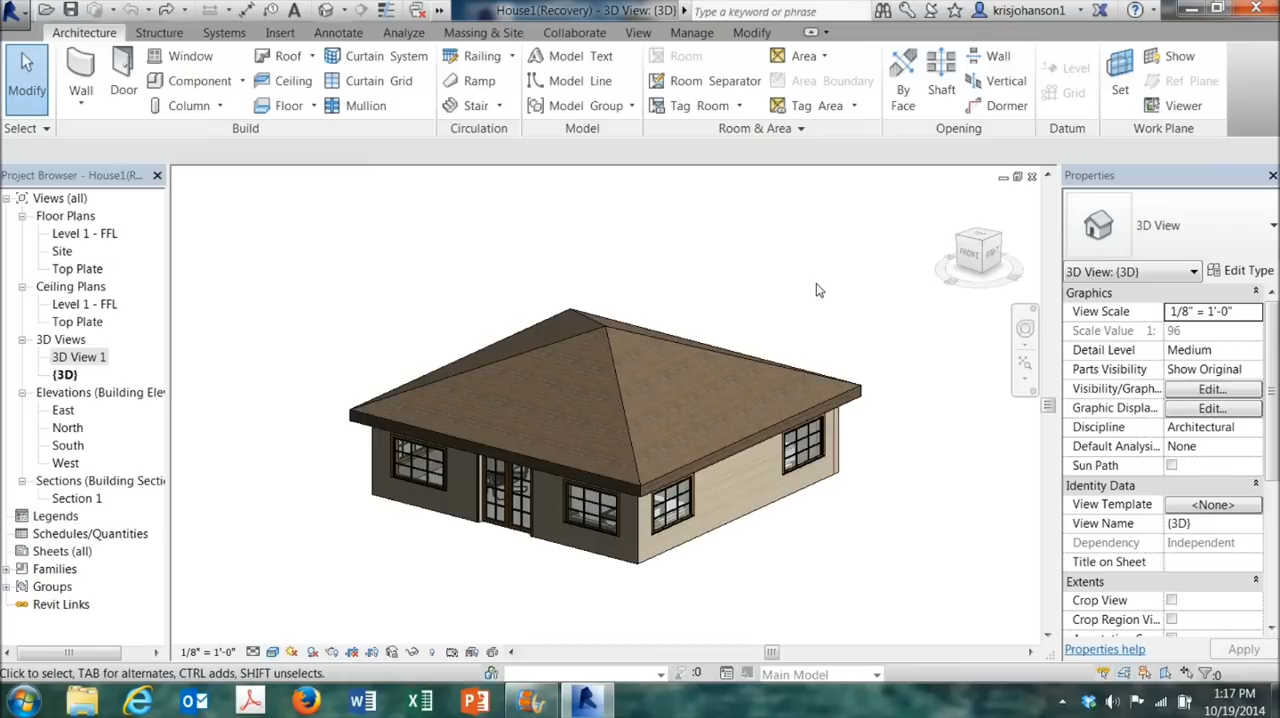 House1(Recovery) - 3D View: {3D}
Type a keyword or phrase
krisjohanson1
Architecture Structure Systems Insert Annotate Analyze Massing & Site Collaborate View Manage Modify
Modify
Select
Wall
Door
Window
Component
Column
Roof
Ceiling
Floor
Curtain System
Curtain Grid
Mullion
Build
Railing
Ramp
Stair
Circulation
Model Text
Model Line
Model Group
Model
Room
Room Separator
Tag Room
Area
Area Boundary
Tag Area
Room & Area
By Face
Shaft
Wall
Vertical
Dormer
Opening
Level
Grid
Datum
Set
Show
Ref Plane
Viewer
Work Plane
Project Browser - House1(R...
Views (all)
Floor Plans
Level 1 - FFL
Site
Top Plate
Ceiling Plans
Level 1 - FFL
Top Plate
3D Views
3D View 1
{3D}
Elevations (Building Ele
East
North
South
West
Sections (Building Secti
Section 1
Legends
Schedules/Quantities
Sheets (all)
Families
Groups
Revit Links
FRONT
Properties
3D View
3D View: {3D} Edit Type
Graphics
View Scale 1/8" = 1'-0"
Scale Value 1: 96
Detail Level Medium
Parts Visibility Show Original
Visibility/Graph... Edit...
Graphic Displa... Edit...
Discipline Architectural
Default Analysi... None
Sun Path
Identity Data
View Template <None>
View Name {3D}
Dependency Independent
Title on Sheet
Extents
Crop View
Crop Region Vi...
Properties help Apply
1/8" = 1'-0"
Click to select, TAB for alternates, CTRL adds, SHIFT unselects.
:0
Main Model
:0
1:17 PM
10/19/2014